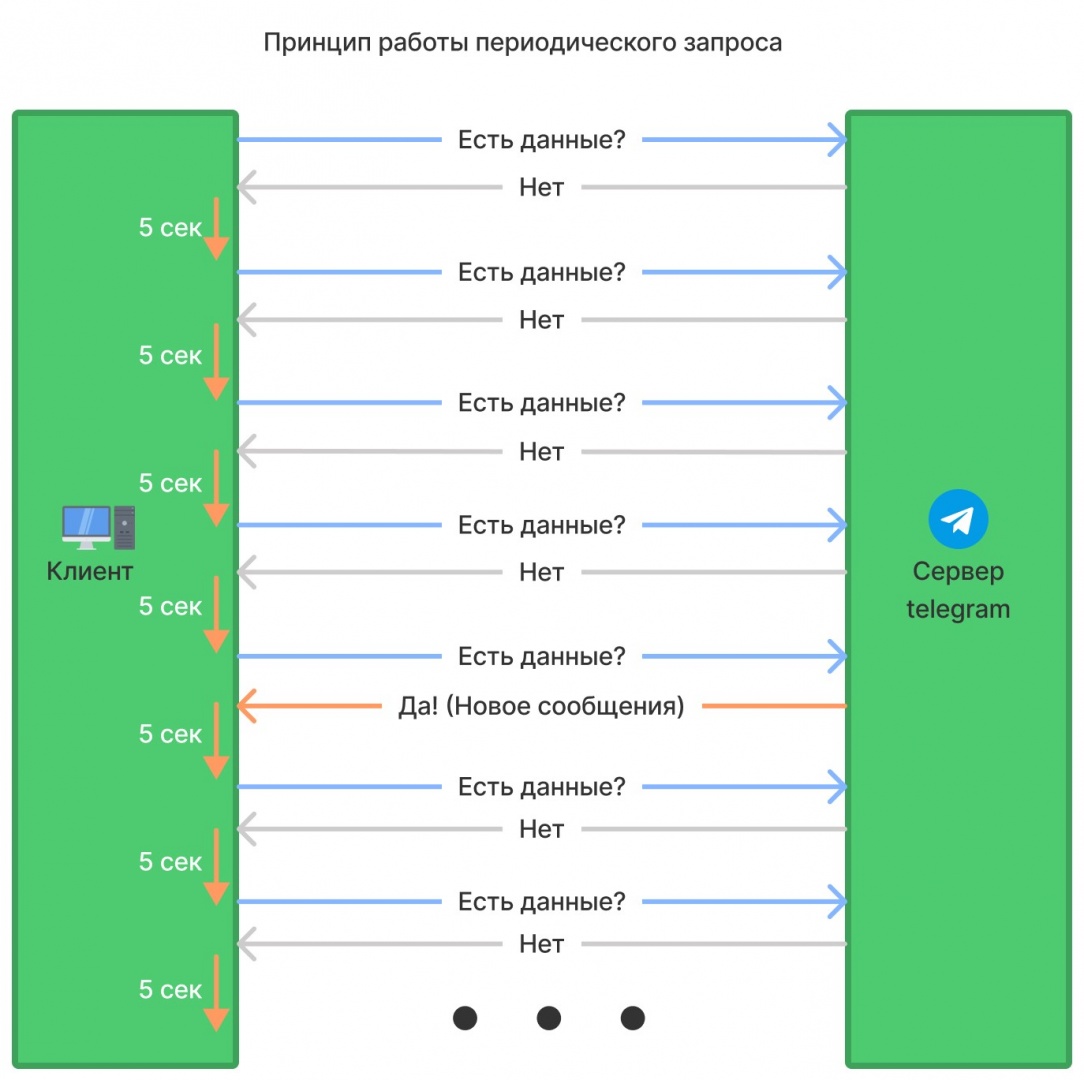 Принцип работы периодического запроса
Есть данные?
Нет
5 сек
Есть данные?
Нет
5 сек
Есть данные?
Нет
5 сек
Есть данные?
Клиент
Нет
Сервер
telegram
5 сек
Есть данные?
Да! (Новое сообщения)
5 сек
Есть данные?
Нет
5 сек
Есть данные?
Нет
5 сек